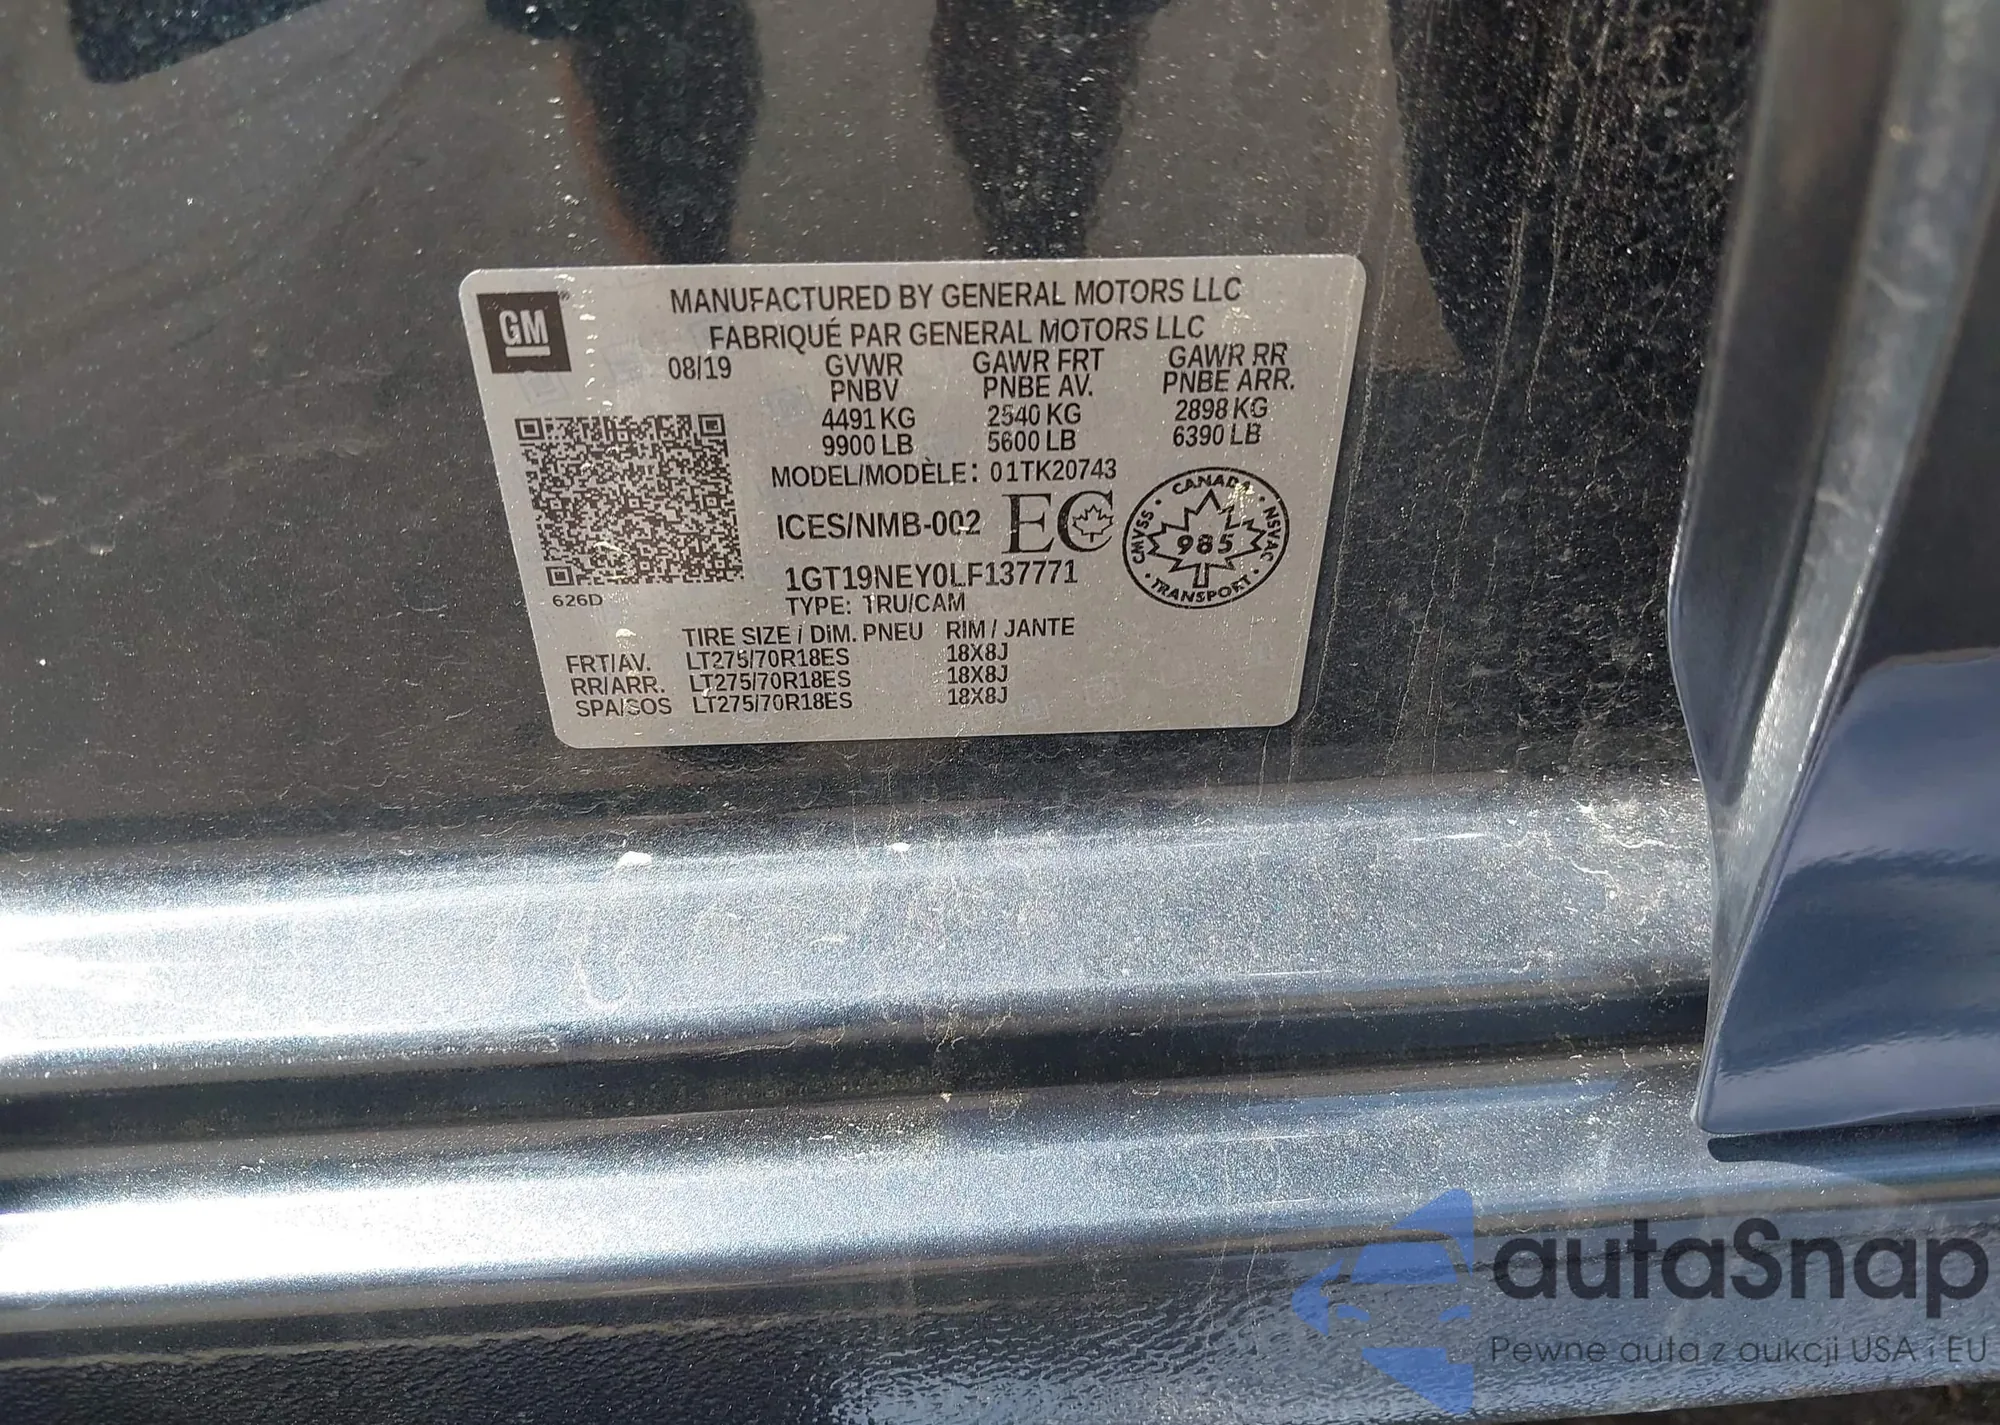 GM
MANUFACTURED BY GENERAL MOTORS LLC
FABRIQUÉ PAR GENERAL MOTORS LLC
08/19 GVWR GAWR FRT GAWR RR
PNBV PNBE AV. PNBE ARR.
4491 KG 2540 KG 2898 KG
9900 LB 5600 LB 6390 LB
MODEL/MODÈLE: 01TK20743
ICES/NMB-002 EC
CANADA
CMVSS 985 NSVAC
TRANSPORT
1GT19NEY0LF137771
626D
TYPE: TRU/CAM
TIRE SIZE / DIM. PNEU RIM / JANTE
FRT/AV. LT275/70R18ES 18X8J
RR/ARR. LT275/70R18ES 18X8J
SPA/SOS LT275/70R18ES 18X8J
autaSnap
Pewne auta z aukcji USA i EU